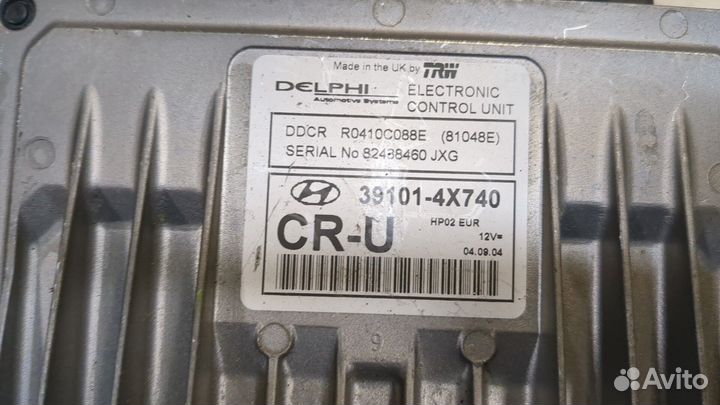 Made in the UK by TRW
DELPHI
Automotive Systems
ELECTRONIC
CONTROL UNIT
DDCR R0410C088E (81048E)
SERIAL No 82488460 JXG
39101-4X740
CR-U
HP02 EUR
12V=
04.09.04
9
Avito